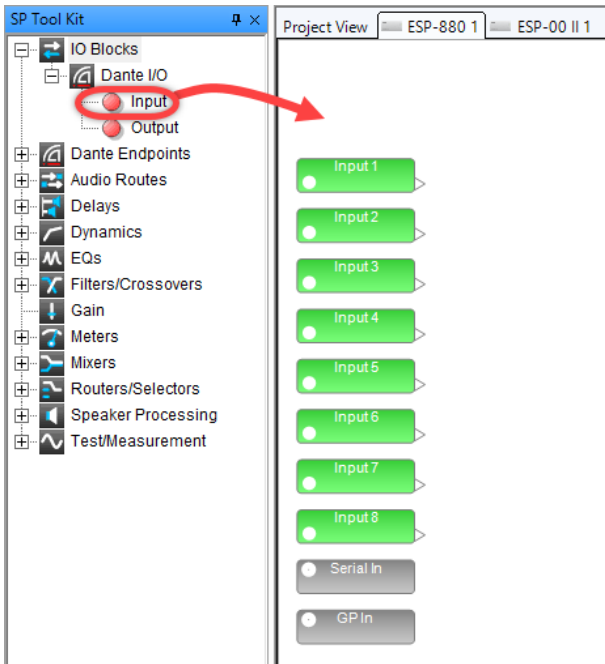 SP Tool Kit
IO Blocks
Dante I/O
Input
Output
Dante Endpoints
Audio Routes
Delays
Dynamics
EQs
Filters/Crossovers
Gain
Meters
Mixers
Routers/Selectors
Speaker Processing
Test/Measurement
Project View ESP-880 1 ESP-00 II 1
Input 1
Input 2
Input 3
Input 4
Input 5
Input 6
Input 7
Input 8
Serial In
GP In